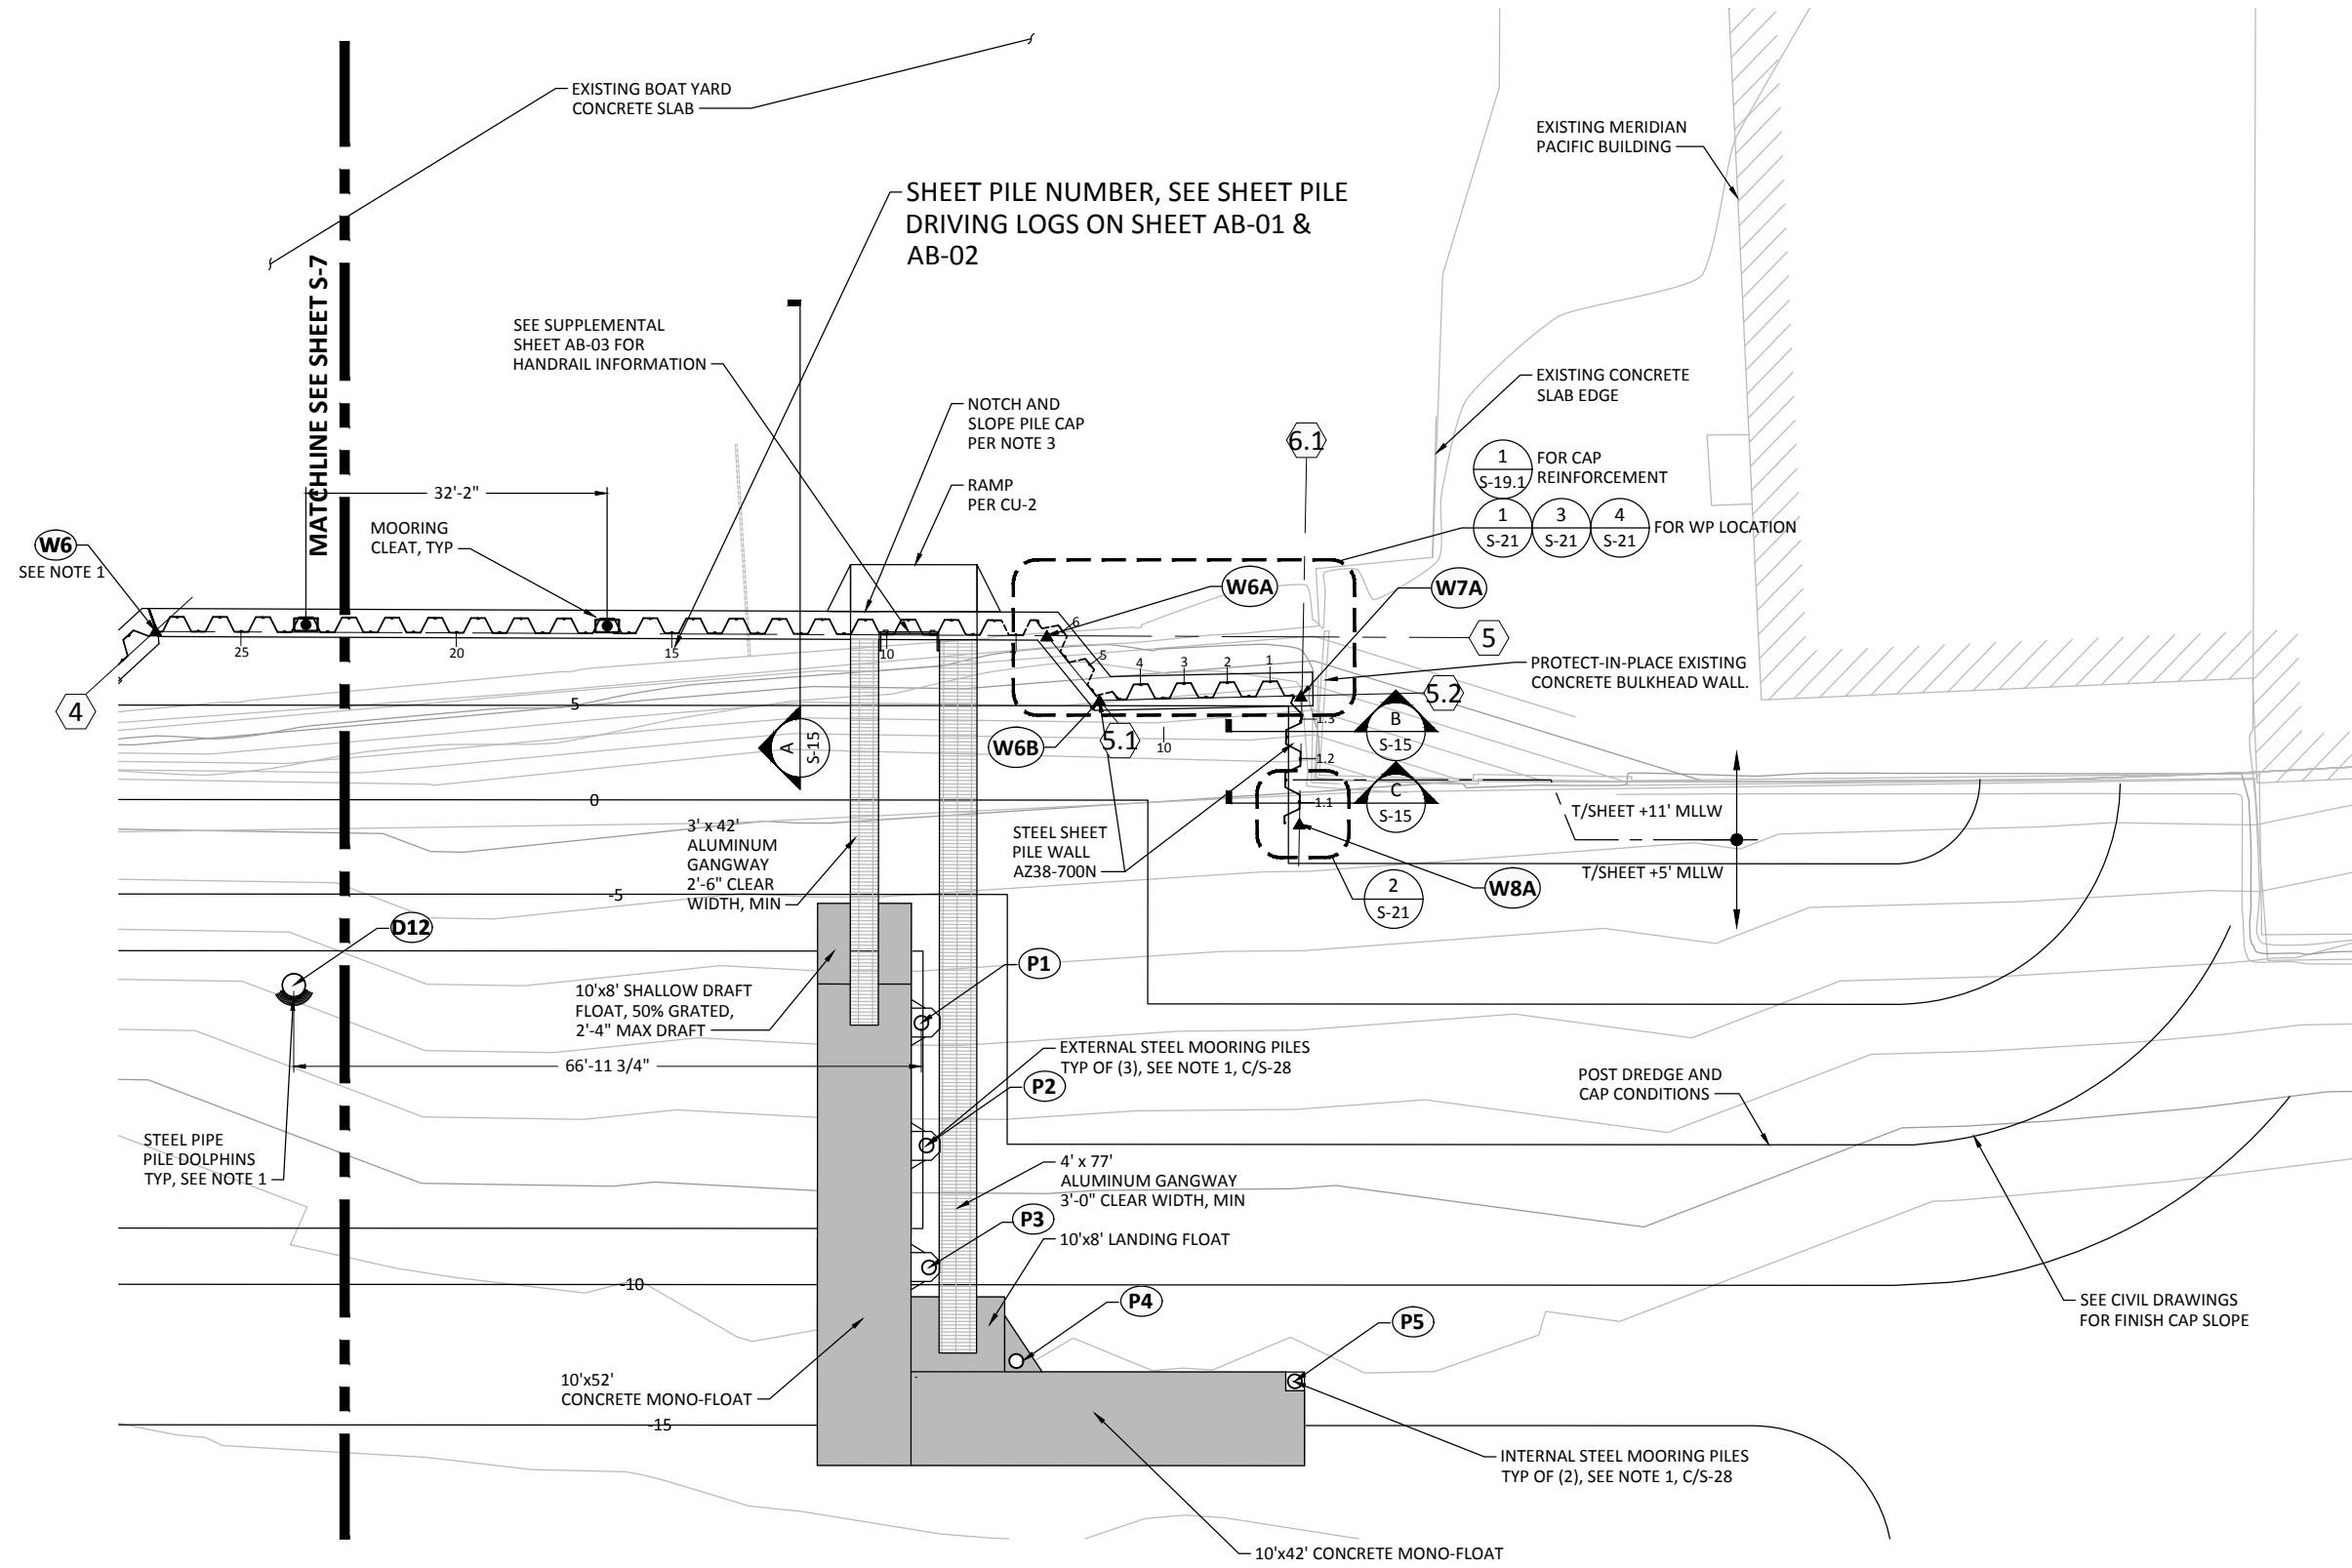 EXISTING BOAT YARD
CONCRETE SLAB
EXISTING MERIDIAN
PACIFIC BUILDING
SHEET PILE NUMBER, SEE SHEET PILE
DRIVING LOGS ON SHEET AB-01 &
AB-02
MATCHLINE SEE SHEET S-7
SEE SUPPLEMENTAL
SHEET AB-03 FOR
HANDRAIL INFORMATION
NOTCH AND
SLOPE PILE CAP
PER NOTE 3
EXISTING CONCRETE
SLAB EDGE
6.1
1
S-19.1
FOR CAP
REINFORCEMENT
RAMP
PER CU-2
32'-2"
MOORING
CLEAT, TYP
1
S-21
3
S-21
4
S-21
FOR WP LOCATION
W6
SEE NOTE 1
W6A
W7A
25
20
15
10
6
5
4
3
2
1
5
PROTECT-IN-PLACE EXISTING
CONCRETE BULKHEAD WALL.
4
5
5.2
1.3
B
S-15
A
S-15
W6B
5.1
10
1.2
C
S-15
1.1
0
T/SHEET +11' MLLW
T/SHEET +5' MLLW
3' x 42'
ALUMINUM
GANGWAY
2'-6" CLEAR
WIDTH, MIN
STEEL SHEET
PILE WALL
AZ38-700N
2
S-21
W8A
-5
D12
P1
10'x8' SHALLOW DRAFT
FLOAT, 50% GRATED,
2'-4" MAX DRAFT
66'-11 3/4"
EXTERNAL STEEL MOORING PILES
TYP OF (3), SEE NOTE 1, C/S-28
P2
POST DREDGE AND
CAP CONDITIONS
STEEL PIPE
PILE DOLPHINS
TYP, SEE NOTE 1
4' x 77'
ALUMINUM GANGWAY
3'-0" CLEAR WIDTH, MIN
P3
10'x8' LANDING FLOAT
-10
P4
P5
SEE CIVIL DRAWINGS
FOR FINISH CAP SLOPE
10'x52'
CONCRETE MONO-FLOAT
-15
INTERNAL STEEL MOORING PILES
TYP OF (2), SEE NOTE 1, C/S-28
10'x42' CONCRETE MONO-FLOAT